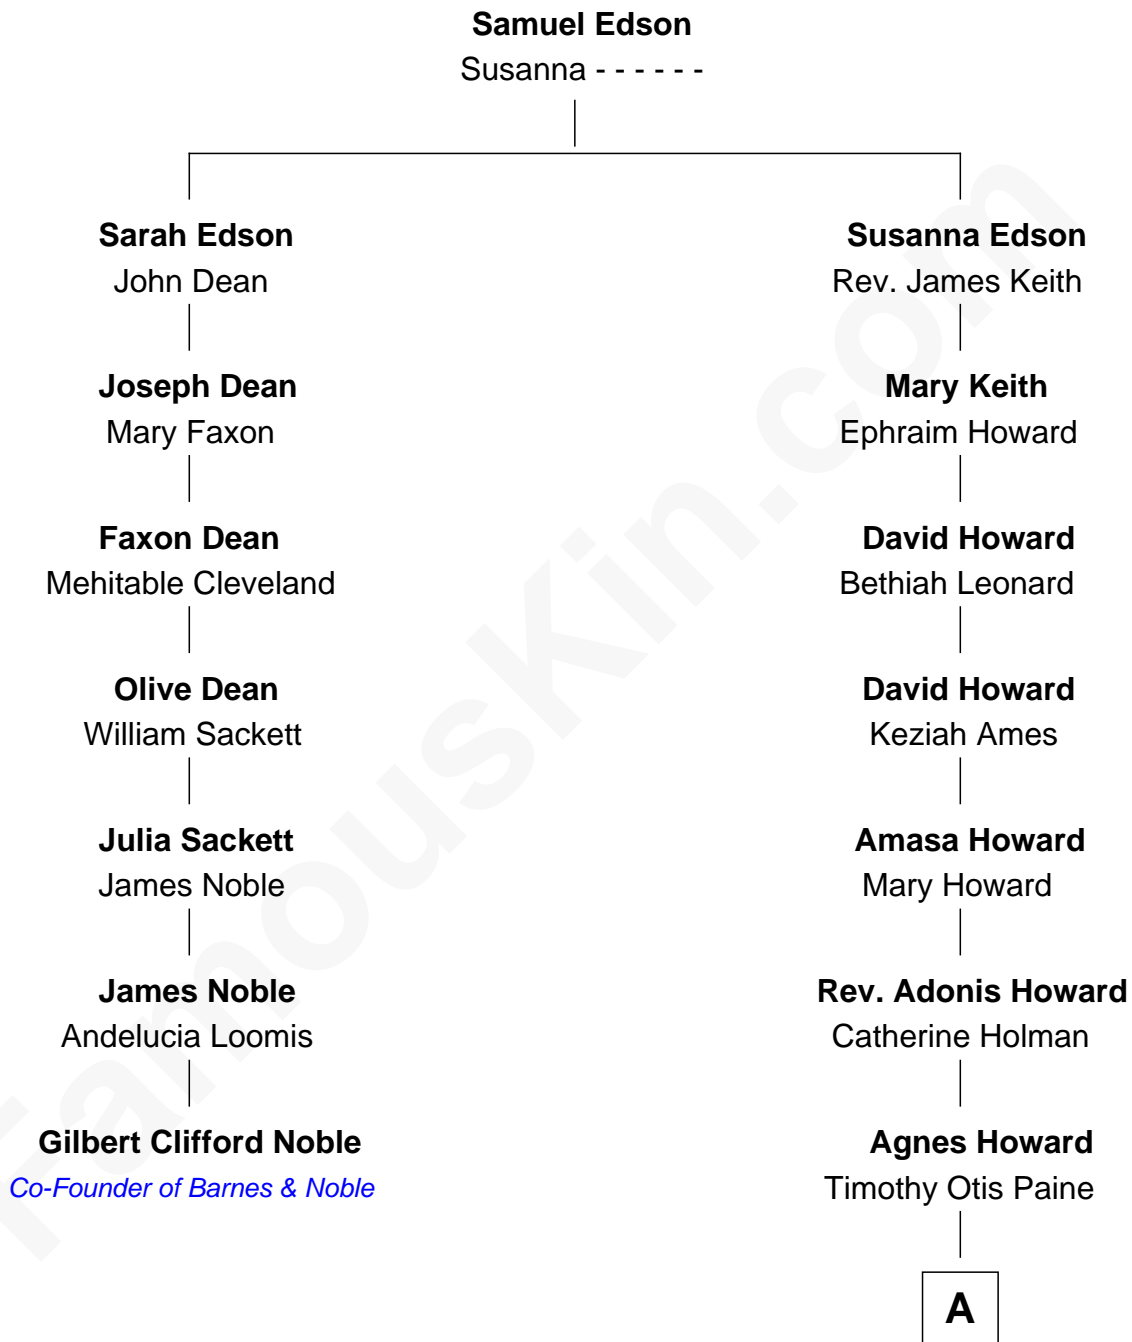 Samuel Edson
Susanna - - - - - -
Sarah Edson
John Dean
Susanna Edson
Rev. James Keith
Joseph Dean
Mary Faxon
Mary Keith
Ephraim Howard
Faxon Dean
Mehitable Cleveland
David Howard
Bethiah Leonard
Olive Dean
William Sackett
David Howard
Keziah Ames
Julia Sackett
James Noble
Amasa Howard
Mary Howard
James Noble
Andelucia Loomis
Rev. Adonis Howard
Catherine Holman
Gilbert Clifford Noble
Co-Founder of Barnes & Noble
Agnes Howard
Timothy Otis Paine
A
FamousKin.com